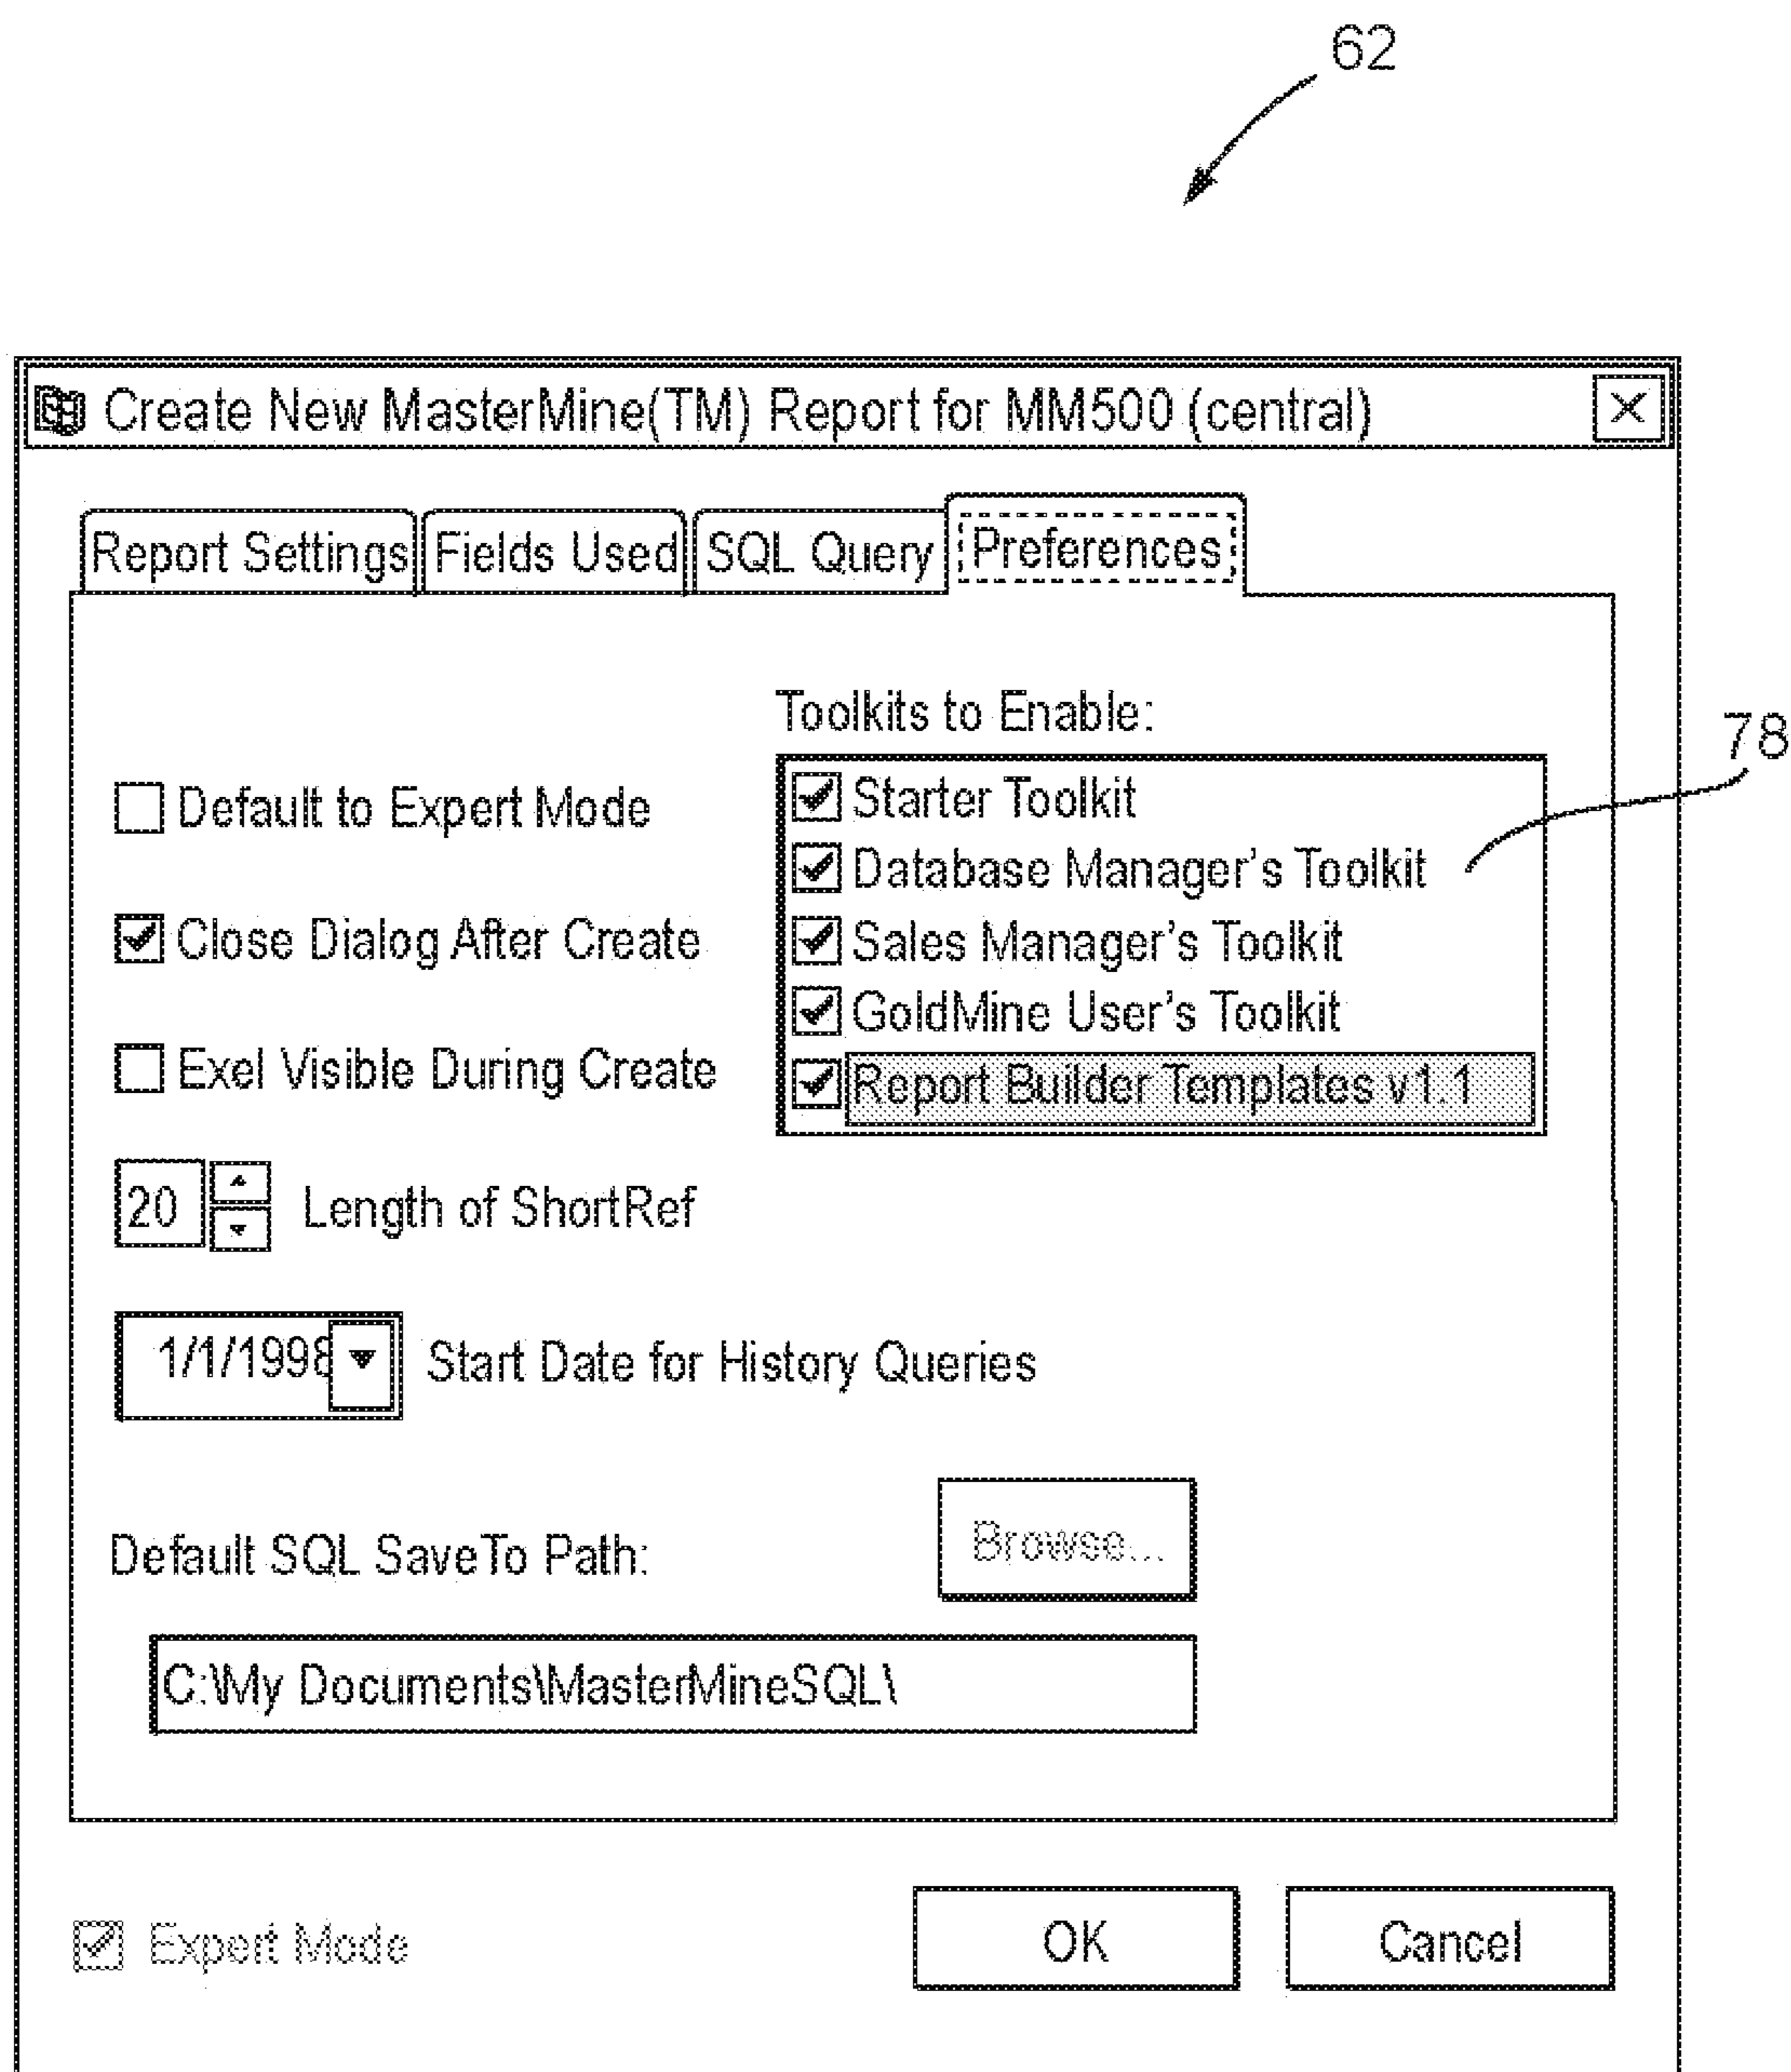 62
Create New MasterMine(TM) Report for MM500 (central)
Report Settings Fields Used SQL Query Preferences
Toolkits to Enable:
78
Default to Expert Mode
Starter Toolkit
Database Manager's Toolkit
Close Dialog After Create
Sales Manager's Toolkit
GoldMine User's Toolkit
Exel Visible During Create
Report Builder Templates v1.1
20 Length of ShortRef
1/1/1998 Start Date for History Queries
Default SQL SaveTo Path:
Browse...
C:\My Documents\MasterMineSQL\
Expert Mode
OK
Cancel